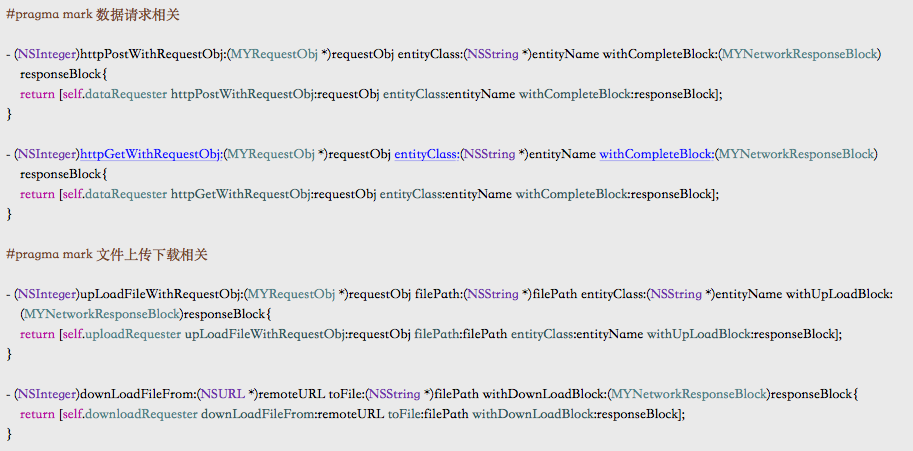 #pragma mark 数据请求相关
- (NSInteger)httpPostWithRequestObj:(MYRequestObj *)requestObj entityClass:(NSString *)entityName withCompleteBlock:(MYNetworkResponseBlock)
responseBlock{
return [self.dataRequester httpPostWithRequestObj:requestObj entityClass:entityName withCompleteBlock:responseBlock];
}
- (NSInteger)httpGetWithRequestObj:(MYRequestObj *)requestObj entityClass:(NSString *)entityName withCompleteBlock:(MYNetworkResponseBlock)
responseBlock{
return [self.dataRequester httpGetWithRequestObj:requestObj entityClass:entityName withCompleteBlock:responseBlock];
}
#pragma mark 文件上传下载相关
- (NSInteger)upLoadFileWithRequestObj:(MYRequestObj *)requestObj filePath:(NSString *)filePath entityClass:(NSString *)entityName withUpLoadBlock:
(MYNetworkResponseBlock)responseBlock{
return [self.uploadRequester upLoadFileWithRequestObj:requestObj filePath:filePath entityClass:entityName withUpLoadBlock:responseBlock];
}
- (NSInteger)downLoadFileFrom:(NSURL *)remoteURL toFile:(NSString *)filePath withDownLoadBlock:(MYNetworkResponseBlock)responseBlock{
return [self.downloadRequester downLoadFileFrom:remoteURL toFile:filePath withDownLoadBlock:responseBlock];
}